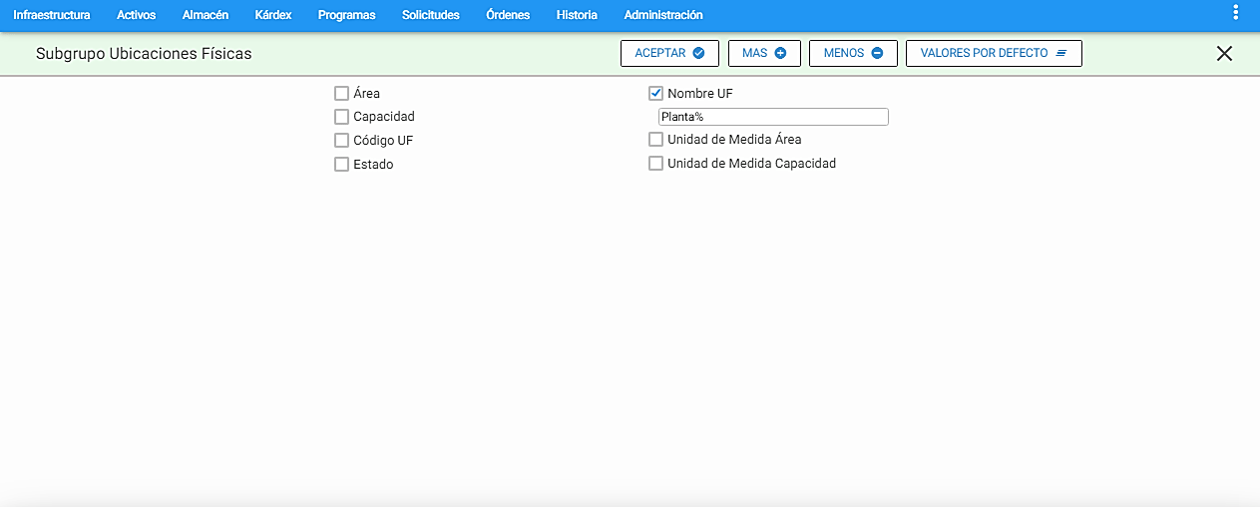 Infraestructura Activos Almacén Kárdex Programas Solicitudes Órdenes Historia Administración
Subgrupo Ubicaciones Físicas ACEPTAR MAS MENOS VALORES POR DEFECTO
Área
Capacidad
Código UF
Estado
Nombre UF
Planta%
Unidad de Medida Área
Unidad de Medida Capacidad